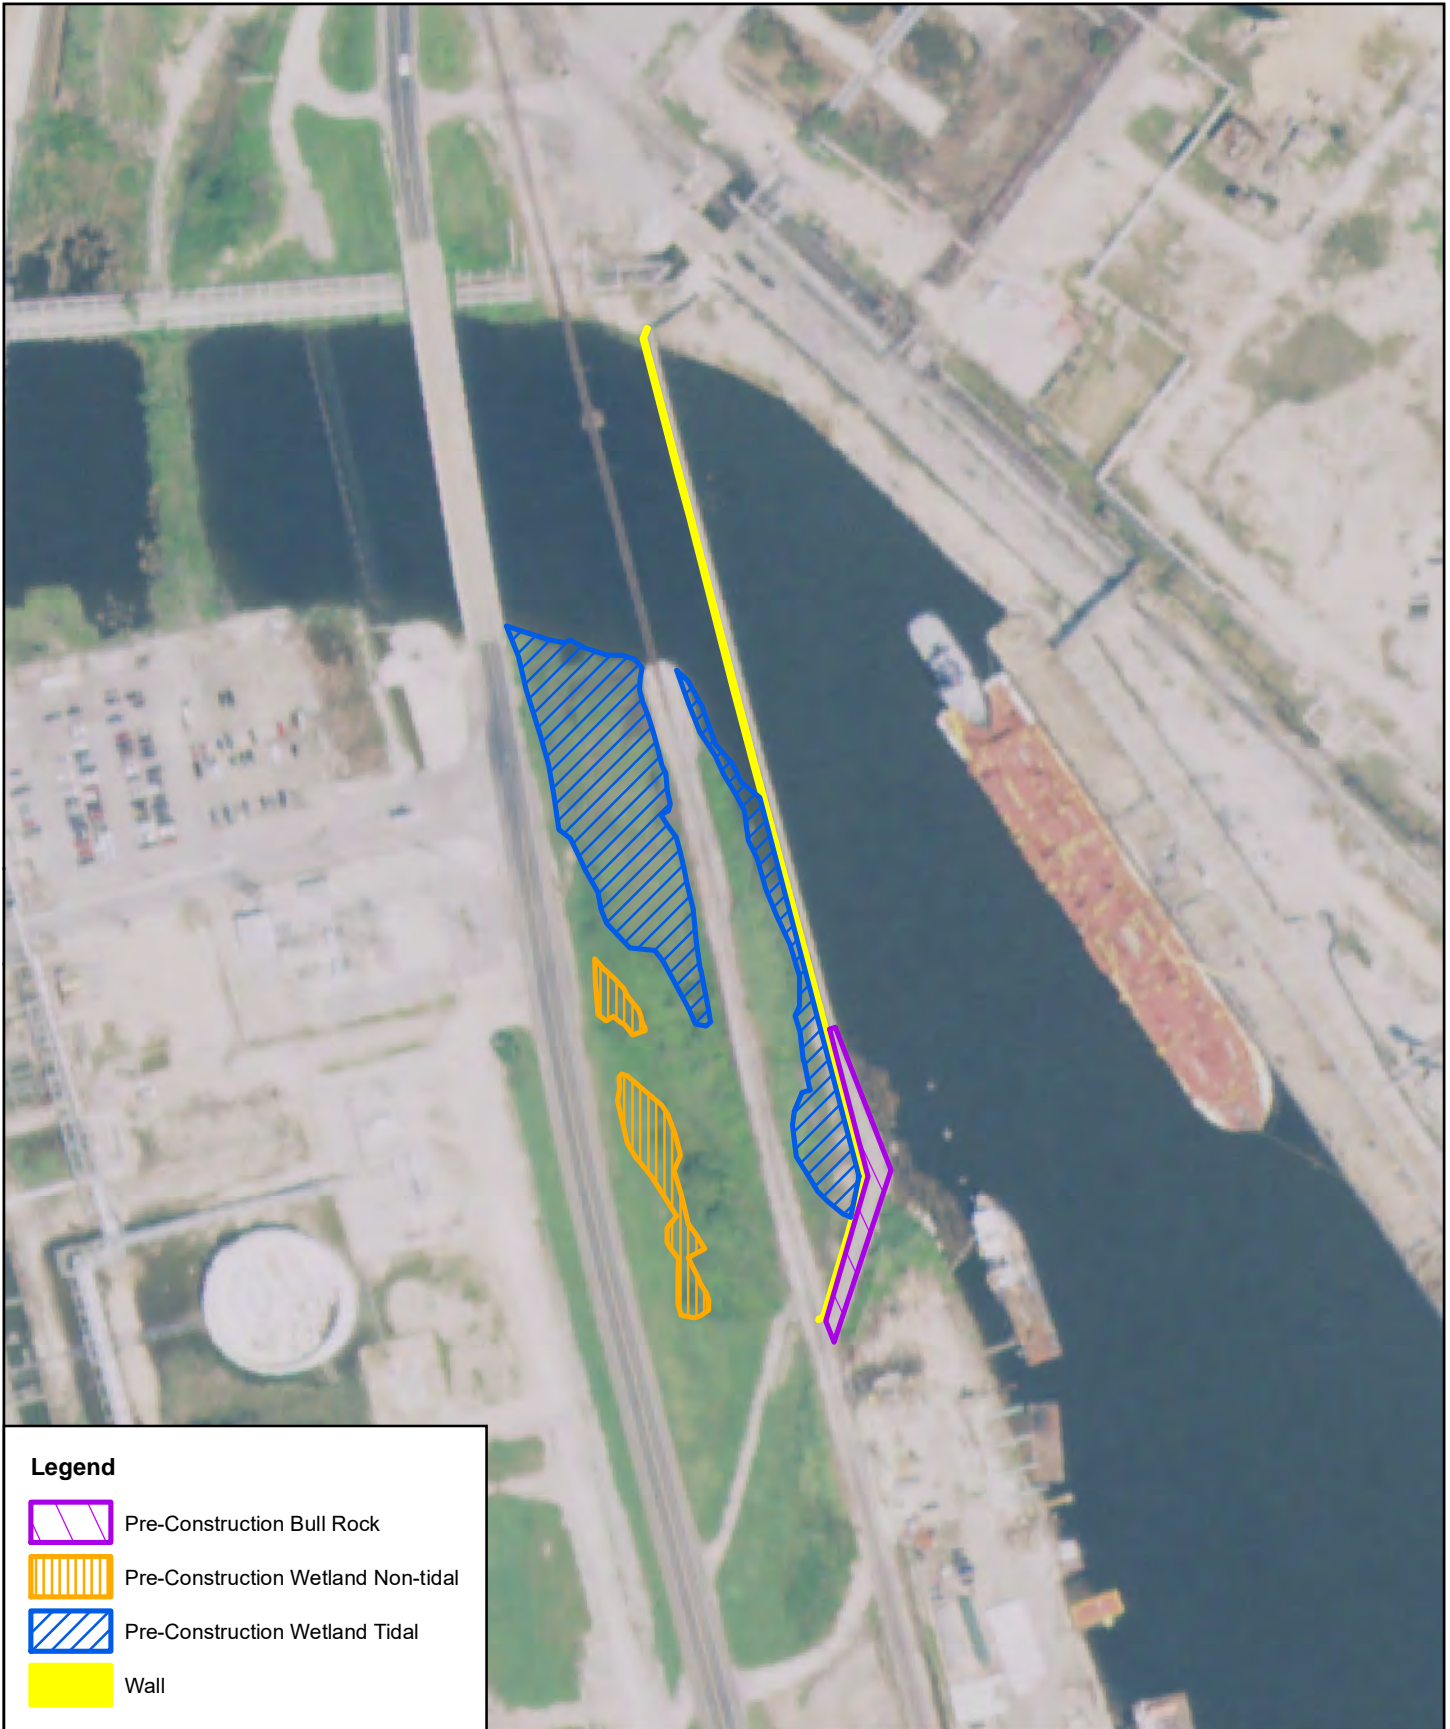 Legend
Pre-Construction Bull Rock
Pre-Construction Wetland Non-tidal
Pre-Construction Wetland Tidal
Wall